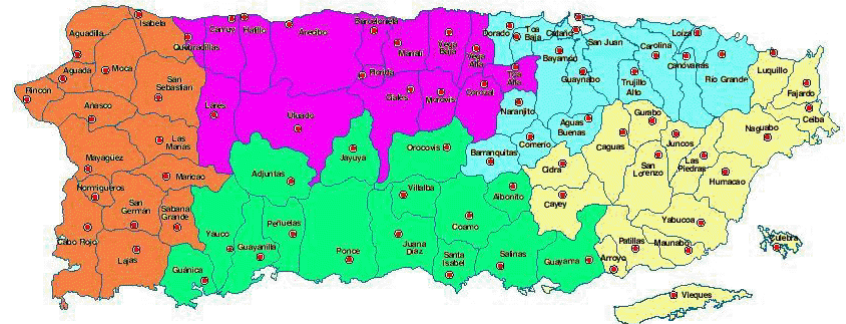 Isabela
Aguadilla
Quebradillas
Camuy
Hatillo
Arecibo
Barceloneta
Manati
Vega
Baja
Vega
Alta
Dorado
Toa
Baja
Cataño
San Juan
Bayamón
Carolina
Loiza
Canovanas
Rio Grande
Luquillo
Fajardo
Ceiba
Aguada
Moca
San
Sebastian
Rincon
Anasco
Lares
Utuado
Florida
Ciales
Morovis
Corozal
Toa
Alta
Naranjito
Guaynabo
Trujillo
Alto
Aguas
Buenas
Gurabo
Caguas
Juncos
Naguabo
Las
Marias
Mayaguez
Maricao
Adjuntas
Jayuya
Orocovis
Barranquitas
Comerio
Cidra
San
Lorenzo
Las
Piedras
Humacao
Hormigueros
San
German
Sabana
Grande
Cabo Rojo
Lajas
Yauco
Guánica
Guayanilla
Peñuelas
Ponce
Villalba
Juana
Díaz
Coamo
Aibonito
Cayey
Santa
Isabel
Salinas
Guayama
Arroyo
Patillas
Maunabo
Yabucoa
Culebra
Vieques